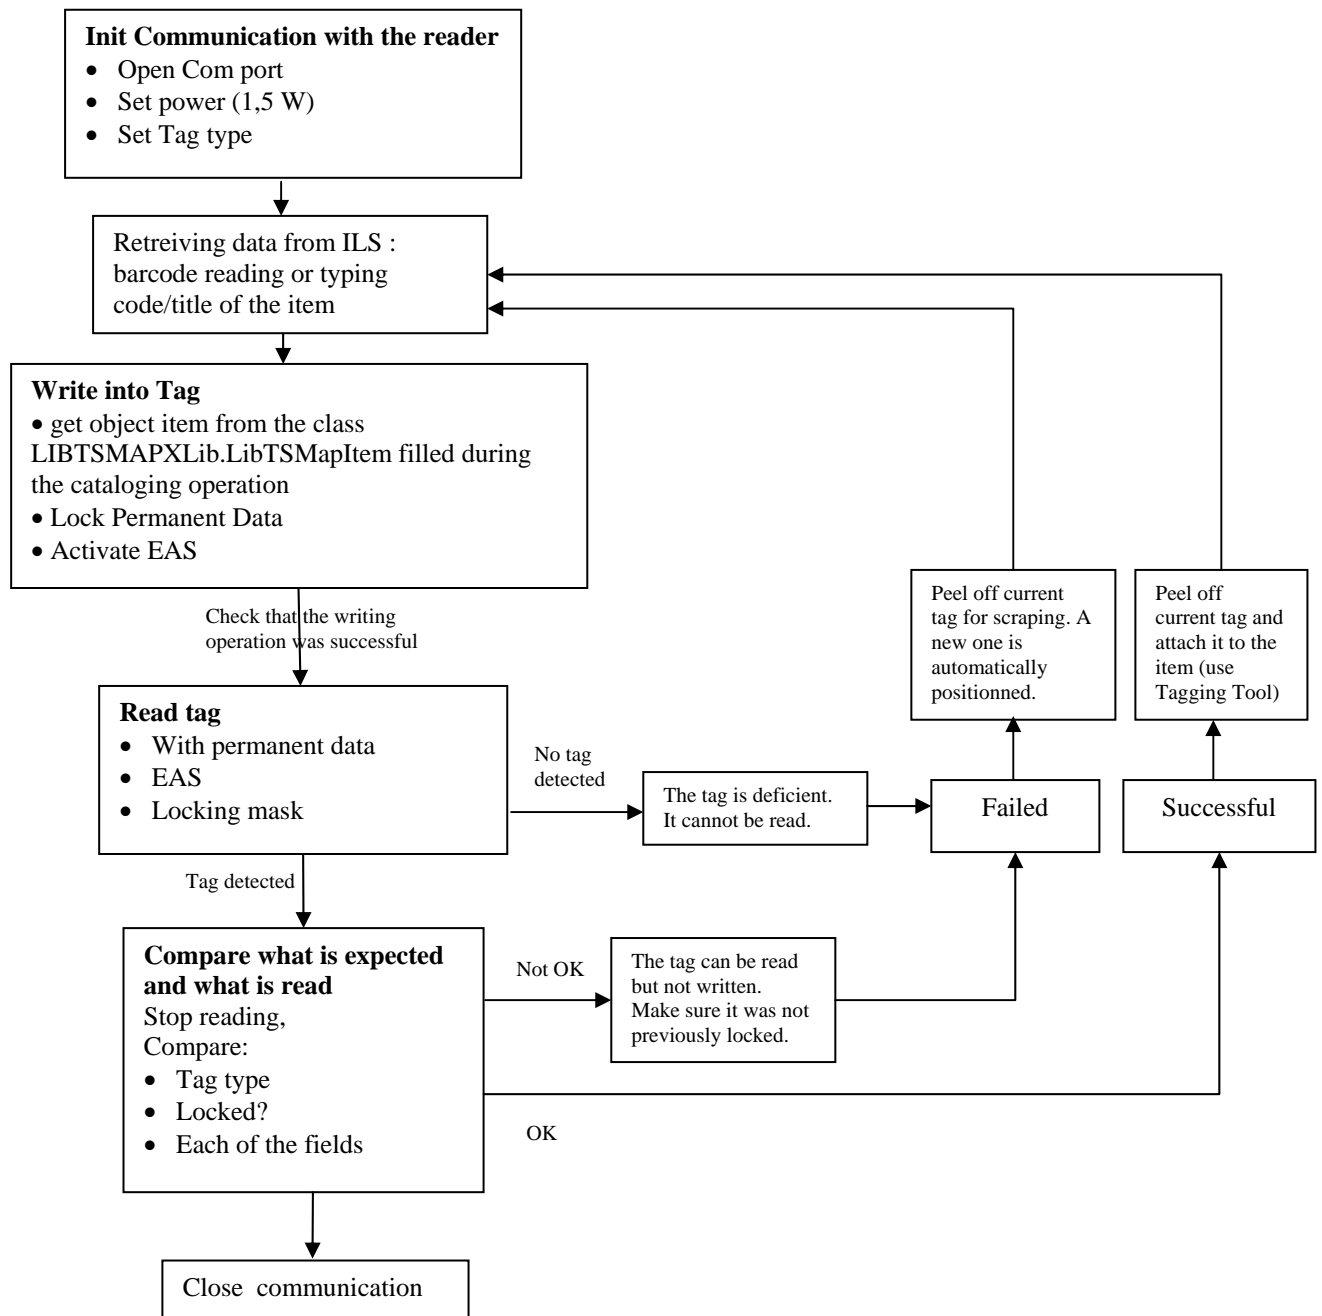 Init Communication with the reader
• Open Com port
• Set power (1,5 W)
• Set Tag type
Retreiving data from ILS :
barcode reading or typing
code/title of the item
Write into Tag
• get object item from the class
LIBTSMAPXLib.LibTSMapItem filled during
the cataloging operation
• Lock Permanent Data
• Activate EAS
Check that the writing
operation was successful
Peel off current
tag for scraping. A
new one is
automatically
positionned.
Peel off
current tag and
attach it to the
item (use
Tagging Tool)
Read tag
• With permanent data
• EAS
• Locking mask
No tag
detected
The tag is deficient.
It cannot be read.
Failed
Successful
Tag detected
Compare what is expected
and what is read
Stop reading,
Compare:
• Tag type
• Locked?
• Each of the fields
Not OK
The tag can be read
but not written.
Make sure it was not
previously locked.
OK
Close  communication